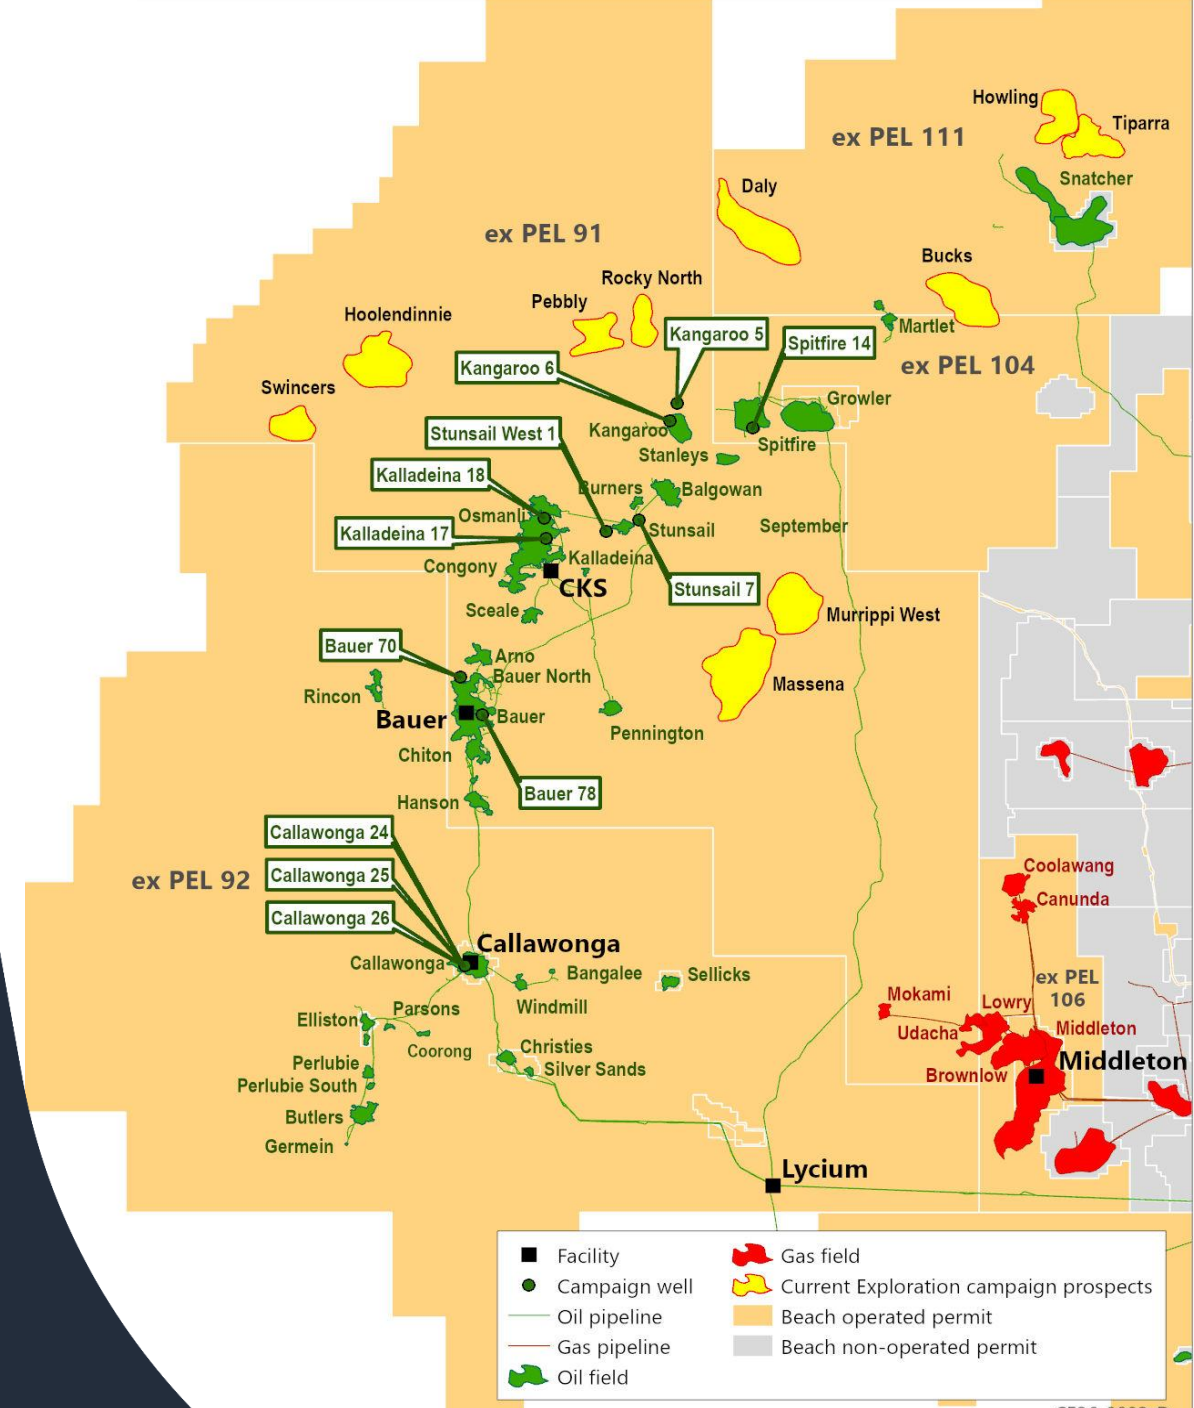 Howling
Tiparra
ex PEL 111
Snatcher
Daly
ex PEL 91
Bucks
Rocky North
Pebbly
Hoolendinnie
Martlet
Kangaroo 5
Spitfire 14
ex PEL 104
Kangaroo 6
Swincers
Growler
Kangaroo
Stunsail West 1
Spitfire
Stanleys
Kalladeina 18
Burners
Balgowan
Osmanli
Stunsail
September
Kalladeina 17
Kalladeina
Congony
CKS
Stunsail 7
Sceale
Murrippi West
Bauer 70
Arno
Bauer North
Rincon
Massena
Bauer
Bauer
Pennington
Chiton
Bauer 78
Hanson
Callawonga 24
Coolawang
Callawonga 25
ex PEL 92
Canunda
Callawonga 26
Callawonga
Callawonga
Bangalee
Sellicks
ex PEL
106
Mokami
Lowry
Parsons
Windmill
Elliston
Udacha
Middleton
Coorong
Christies
Perlubie
Silver Sands
Middleton
Brownlow
Perlubie South
Butlers
Germein
Lycium
Facility
Campaign well
Oil pipeline
Gas pipeline
Oil field
Gas field
Current Exploration campaign prospects
Beach operated permit
Beach non-operated permit